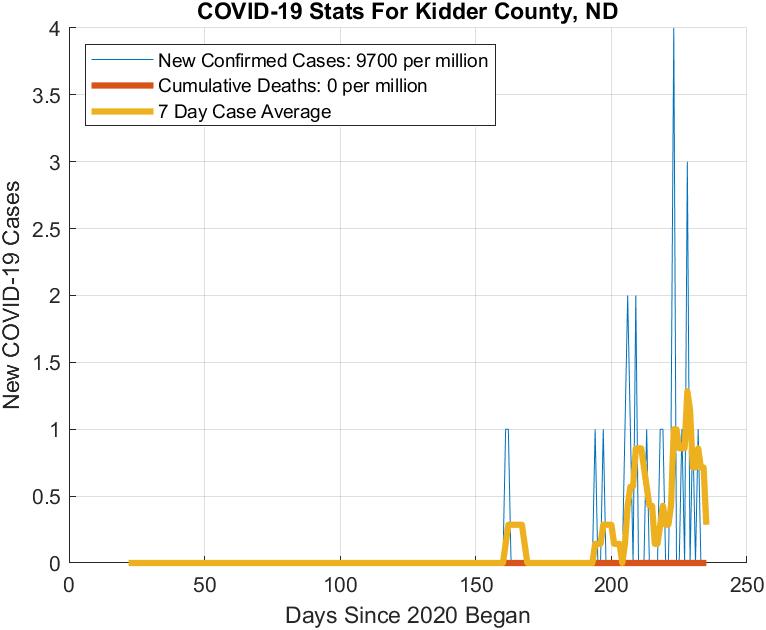 COVID-19 Stats For Kidder County, ND
New Confirmed Cases: 9700 per million
Cumulative Deaths: 0 per million
7 Day Case Average
New COVID-19 Cases
4
3.5
3
2.5
2
1.5
1
0.5
0
0 50 100 150 200 250
Days Since 2020 Began